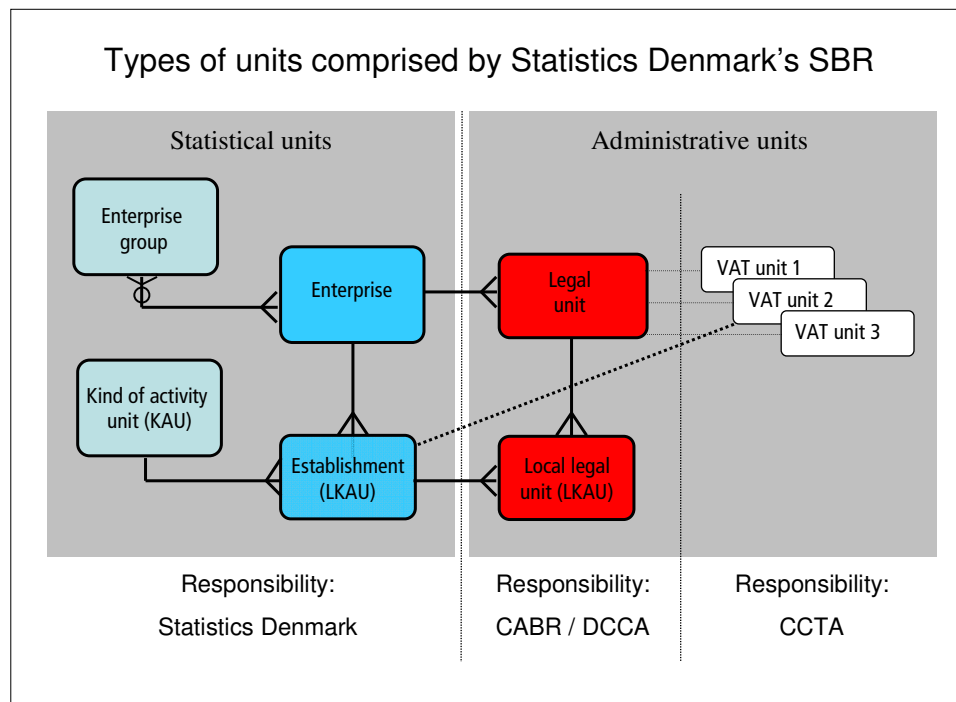 Types of units comprised by Statistics Denmark's SBR
Statistical units
Administrative units
Enterprise
group
Enterprise
Legal
unit
VAT unit 1
VAT unit 2
VAT unit 3
Kind of activity
unit (KAU)
Establishment
(LKAU)
Local legal
unit (LKAU)
Responsibility:
Statistics Denmark
Responsibility:
CABR / DCCA
Responsibility:
CCTA